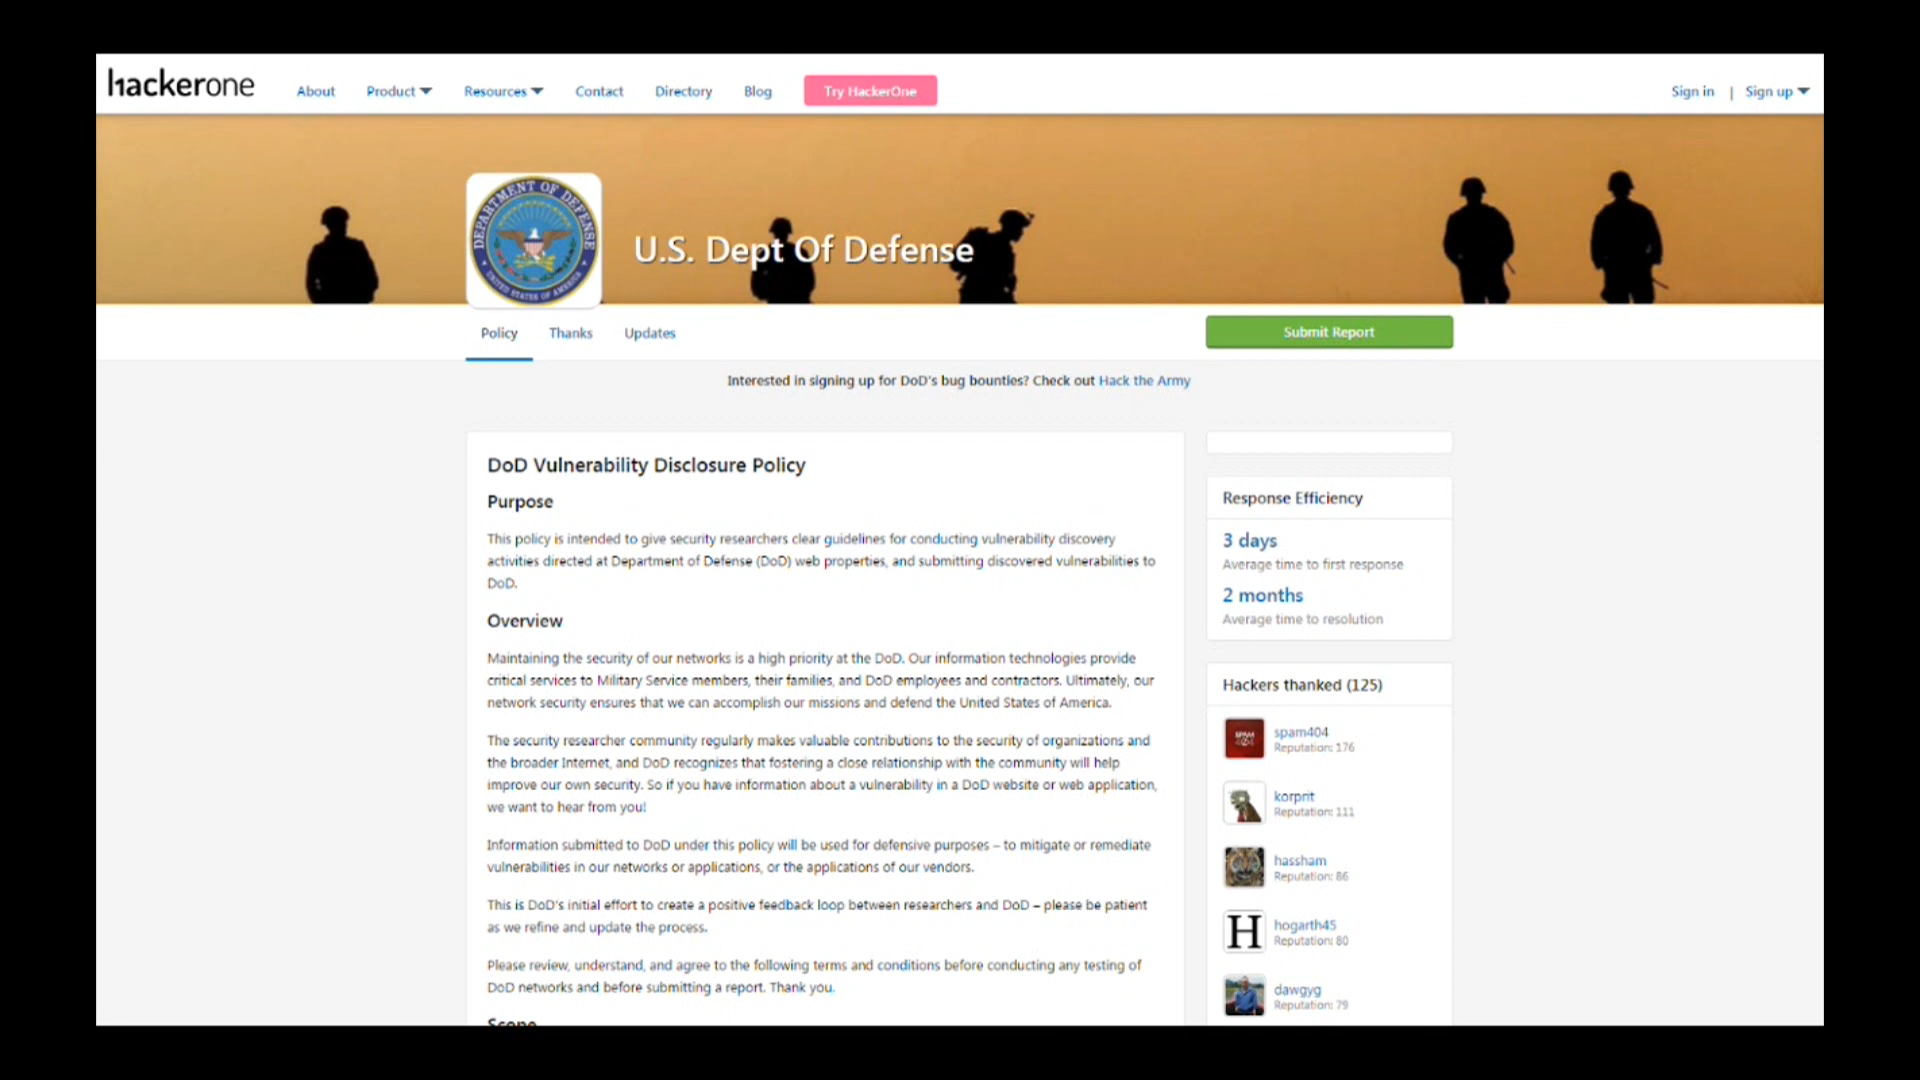 hackerone
About Product Resources Contact Directory Blog Try HackerOne Sign in | Sign up
DEPARTMENT OF DEFENSE
UNITED STATES OF AMERICA
U.S. Dept Of Defense
Policy Thanks Updates
Submit Report
Interested in signing up for DoD's bug bounties? Check out Hack the Army
DoD Vulnerability Disclosure Policy
Purpose
This policy is intended to give security researchers clear guidelines for conducting vulnerability discovery
activities directed at Department of Defense (DoD) web properties, and submitting discovered vulnerabilities to
DoD.
Overview
Maintaining the security of our networks is a high priority at the DoD. Our information technologies provide
critical services to Military Service members, their families, and DoD employees and contractors. Ultimately, our
network security ensures that we can accomplish our missions and defend the United States of America.
The security researcher community regularly makes valuable contributions to the security of organizations and
the broader Internet, and DoD recognizes that fostering a close relationship with the community will help
improve our own security. So if you have information about a vulnerability in a DoD website or web application,
we want to hear from you!
Information submitted to DoD under this policy will be used for defensive purposes – to mitigate or remediate
vulnerabilities in our networks or applications, or the applications of our vendors.
This is DoD's initial effort to create a positive feedback loop between researchers and DoD – please be patient
as we refine and update the process.
Please review, understand, and agree to the following terms and conditions before conducting any testing of
DoD networks and before submitting a report. Thank you.
Scope
Response Efficiency
3 days
Average time to first response
2 months
Average time to resolution
Hackers thanked (125)
SPAM
404
spam404
Reputation: 176
korprit
Reputation: 111
hassham
Reputation: 86
H
hogarth45
Reputation: 80
dawgyg
Reputation: 79